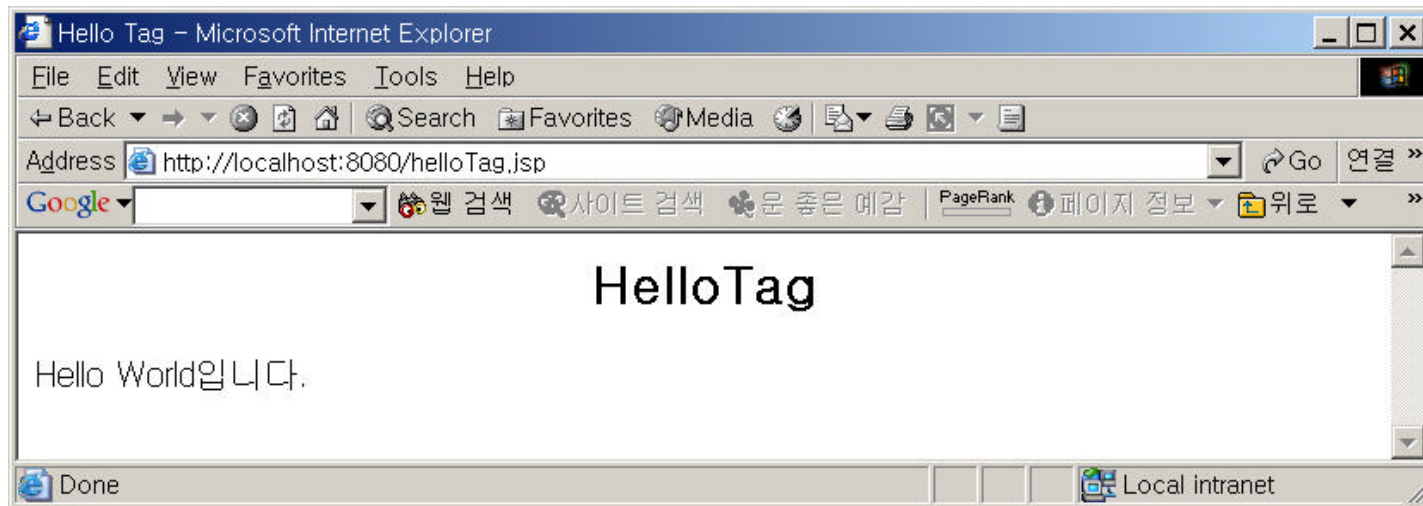 Hello Tag - Microsoft Internet Explorer
File Edit View Favorites Tools Help
Back Search Favorites Media
Address http://localhost:8080/helloTag.jsp Go 연결 »
Google 웹 검색 사이트 검색 운 좋은 예감 PageRank 페이지 정보 위로 »
HelloTag
Hello World입니다.
Done Local intranet